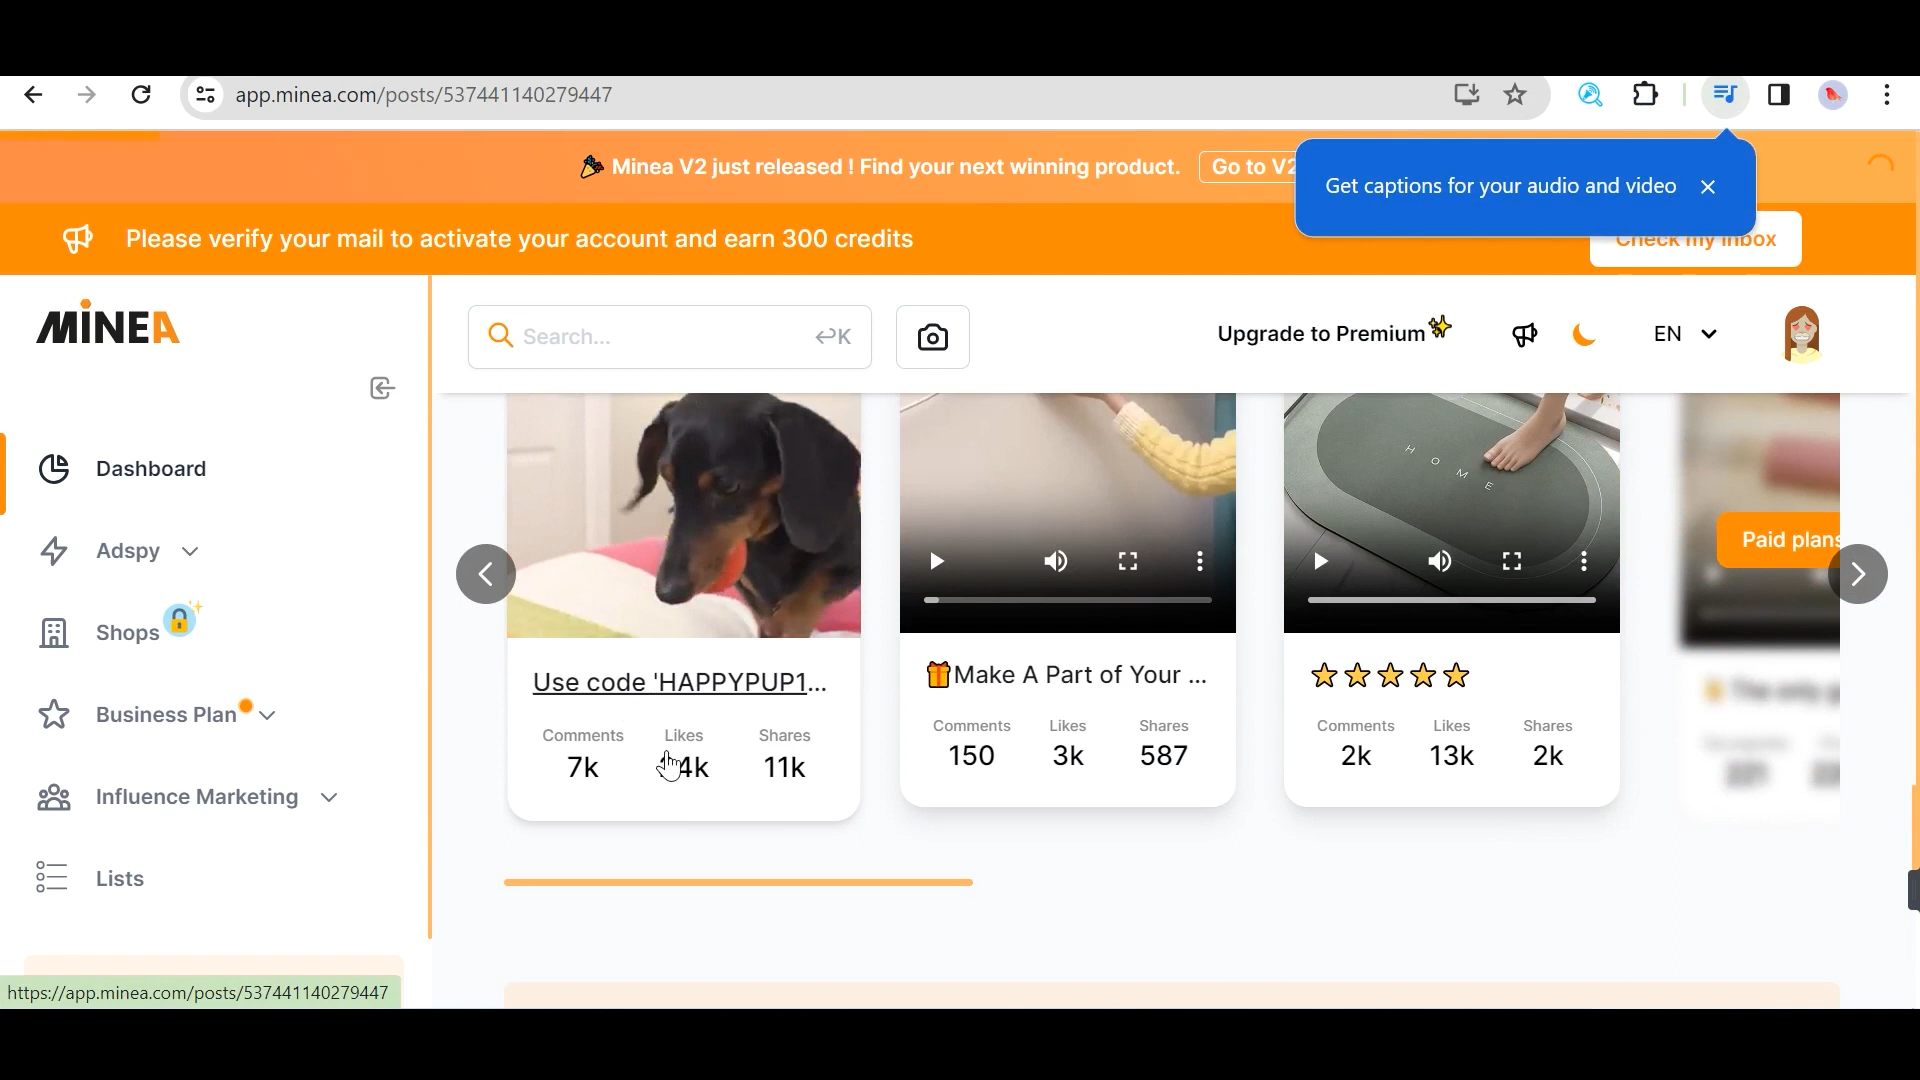 app.minea.com/posts/537441140279447
Minea V2 just released ! Find your next winning product.
Go to V2
Get captions for your audio and video
Please verify your mail to activate your account and earn 300 credits
Check my inbox
MINEA
Search...
K
Upgrade to Premium
EN
Dashboard
Adspy
Shops
Business Plan
Influence Marketing
Lists
HOME
Paid plans
Use code 'HAPPYPUP1...
Comments Likes Shares
7k 4k 11k
Make A Part of Your ...
Comments Likes Shares
150 3k 587
Comments Likes Shares
2k 13k 2k
https://app.minea.com/posts/537441140279447